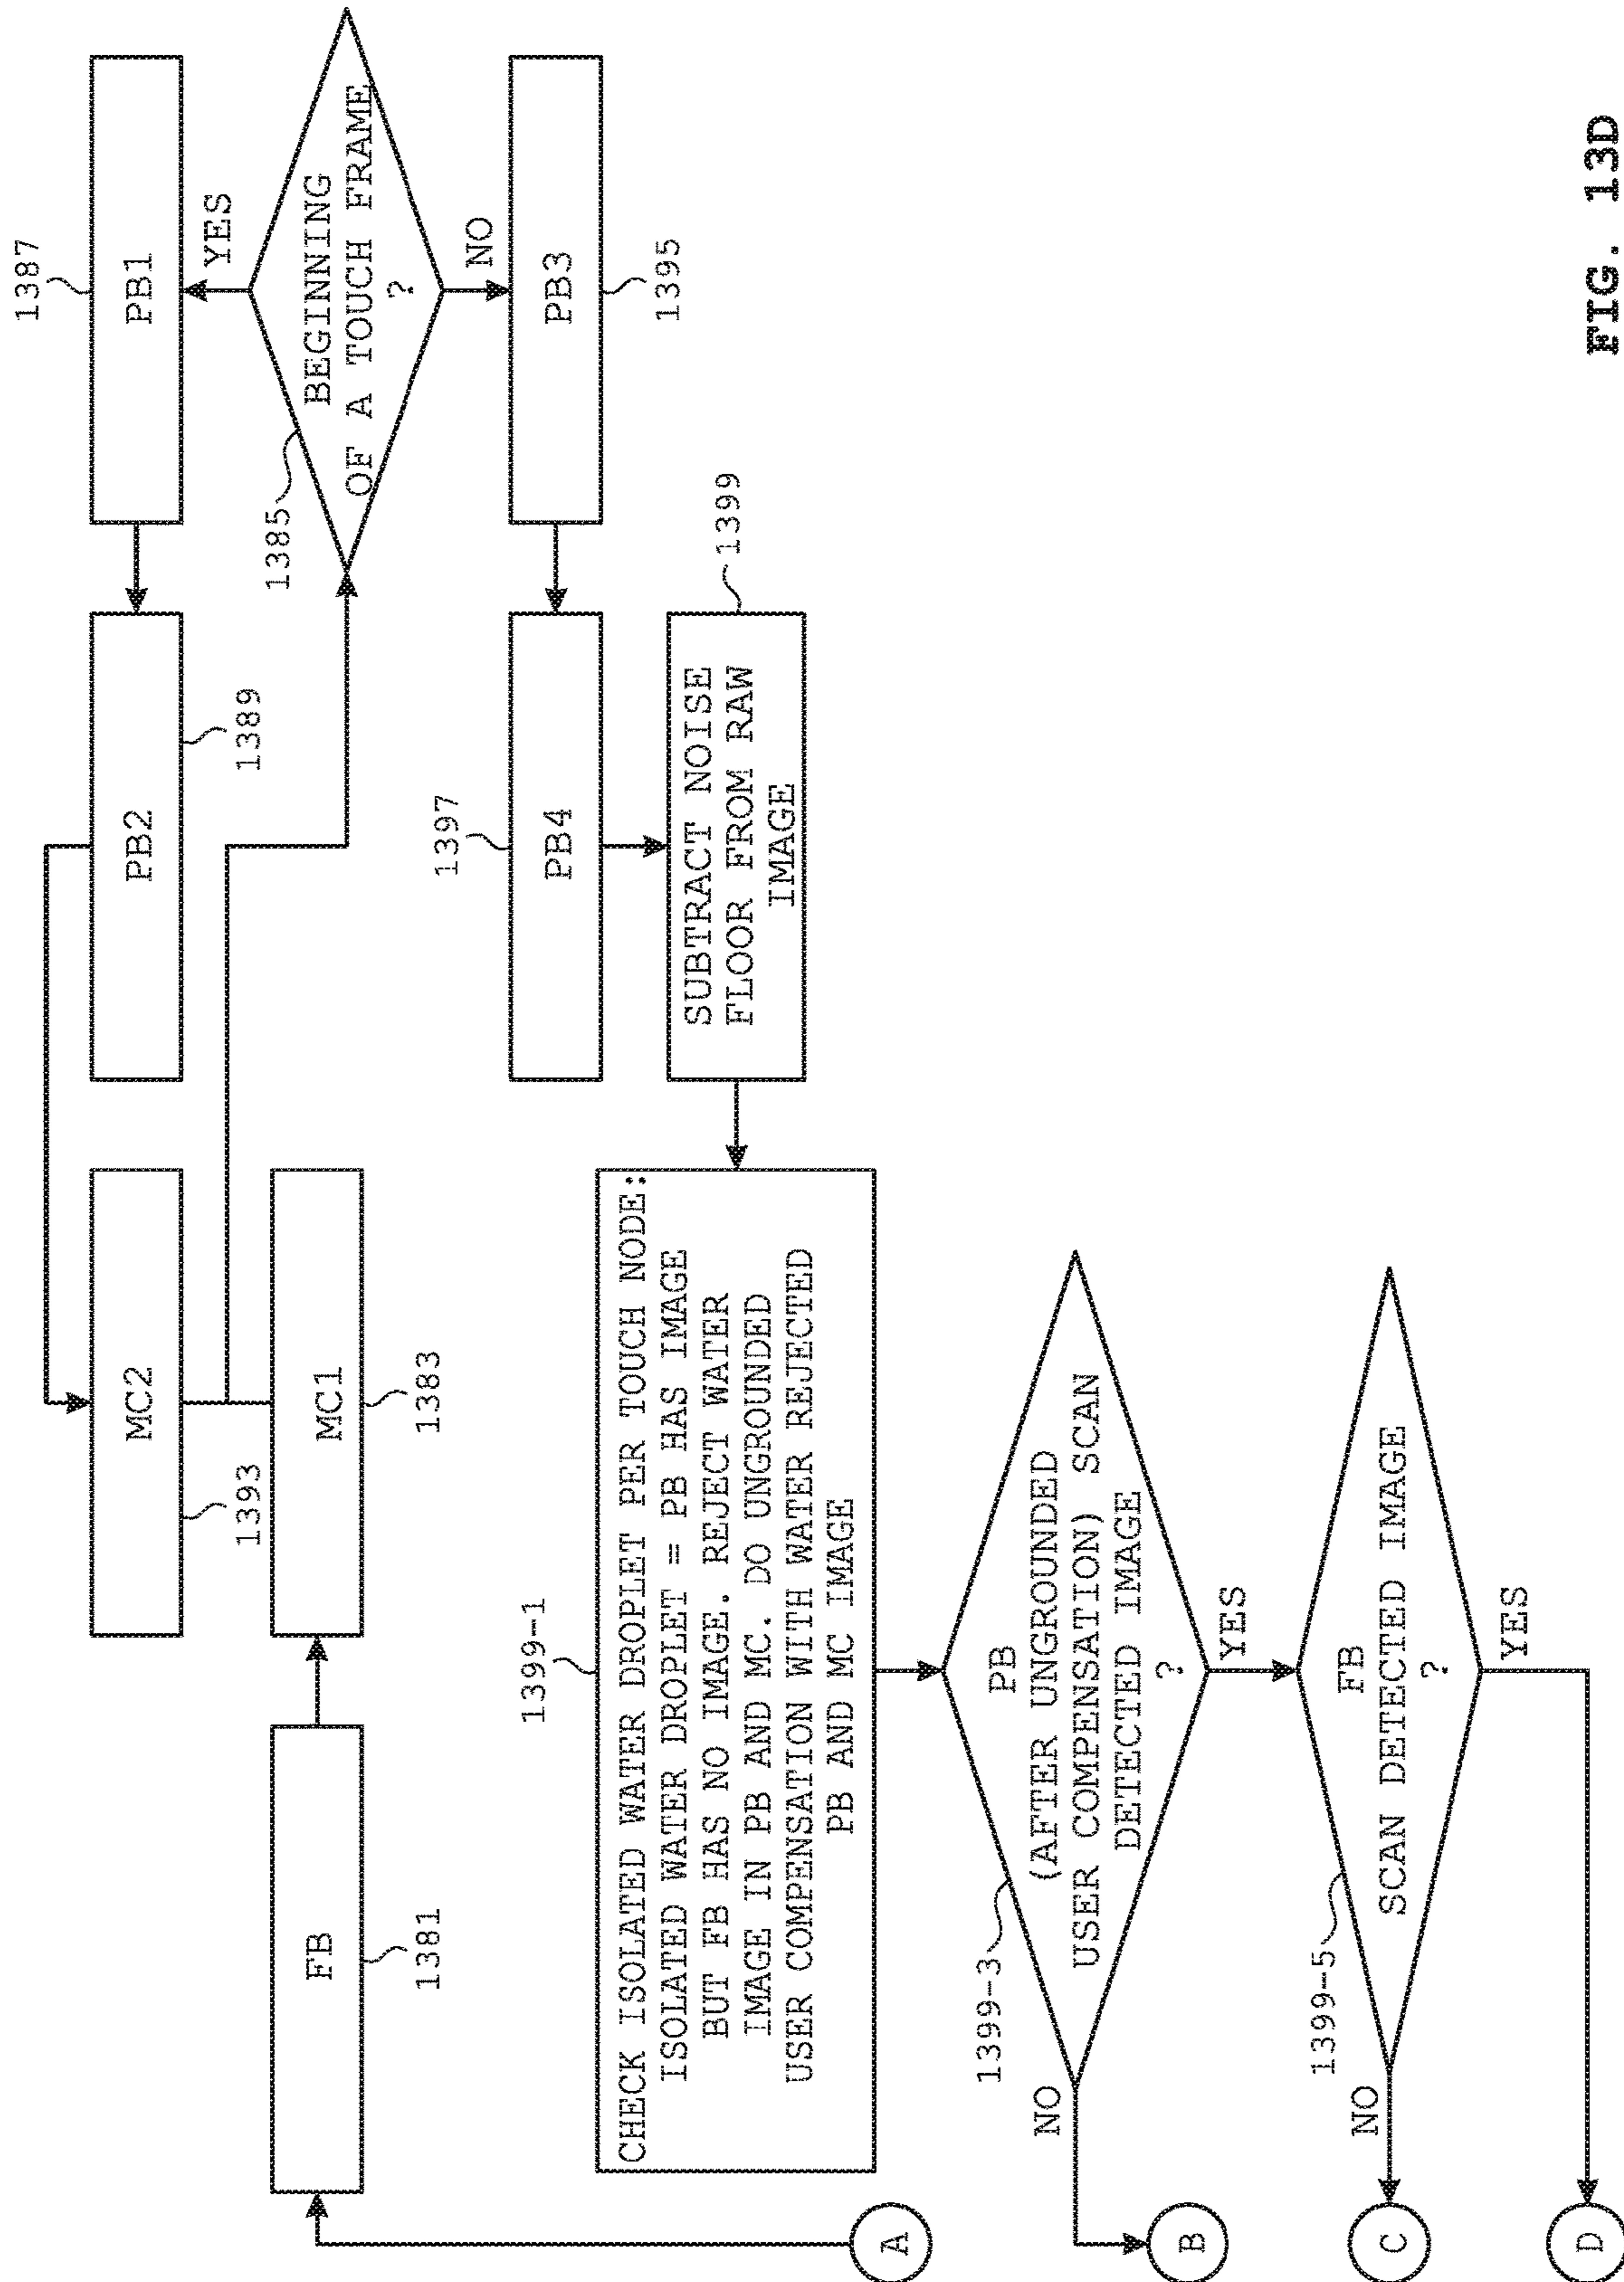 A
FB
1381
MC1
1383
MC2
1393
BEGINNING
OF A TOUCH FRAME
?
1385
YES
PB1
1387
PB2
1389
NO
PB3
1395
PB4
1397
SUBTRACT NOISE
FLOOR FROM RAW
IMAGE
1399
CHECK ISOLATED WATER DROPLET PER TOUCH NODE:
ISOLATED WATER DROPLET = PB HAS IMAGE
BUT FB HAS NO IMAGE. REJECT WATER
IMAGE IN PB AND MC. DO UNGROUNDED
USER COMPENSATION WITH WATER REJECTED
PB AND MC IMAGE
1399-1
PB
(AFTER UNGROUNDED
USER COMPENSATION) SCAN
DETECTED IMAGE
?
1399-3
NO
B
YES
FB
SCAN DETECTED IMAGE
?
1399-5
NO
C
YES
D
FIG. 13D